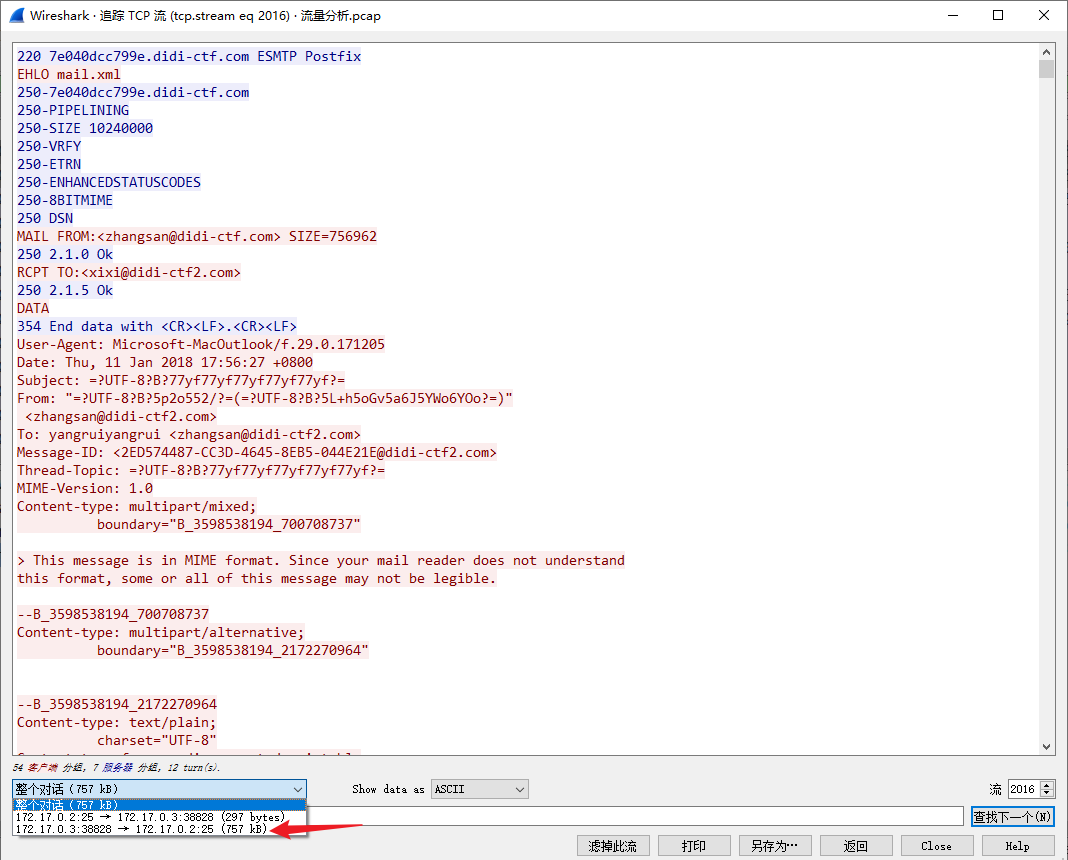 Wireshark · 追踪 TCP 流 (tcp.stream eq 2016) · 流量分析.pcap
220 7e040dcc799e.didi-ctf.com ESMTP Postfix
EHLO mail.xml
250-7e040dcc799e.didi-ctf.com
250-PIPELINING
250-SIZE 10240000
250-VRFY
250-ETRN
250-ENHANCEDSTATUSCODES
250-8BITMIME
250 DSN
MAIL FROM:<zhangsan@didi-ctf.com> SIZE=756962
250 2.1.0 Ok
RCPT TO:<xixi@didi-ctf2.com>
250 2.1.5 Ok
DATA
354 End data with <CR><LF>.<CR><LF>
User-Agent: Microsoft-MacOutlook/f.29.0.171205
Date: Thu, 11 Jan 2018 17:56:27 +0800
Subject: =?UTF-8?B?77yf77yf77yf77yf77yf?=
From: "=?UTF-8?B?5p2o552/?=(=?UTF-8?B?5L+h5oGv5a6J5YWo6YOo?=)"
<zhangsan@didi-ctf2.com>
To: yangruiyangrui <zhangsan@didi-ctf2.com>
Message-ID: <2ED574487-CC3D-4645-8EB5-044E21E@didi-ctf2.com>
Thread-Topic: =?UTF-8?B?77yf77yf77yf77yf77yf?=
MIME-Version: 1.0
Content-type: multipart/mixed;
boundary="B_3598538194_700708737"
> This message is in MIME format. Since your mail reader does not understand
this format, some or all of this message may not be legible.
--B_3598538194_700708737
Content-type: multipart/alternative;
boundary="B_3598538194_2172270964"
--B_3598538194_2172270964
Content-type: text/plain;
charset="UTF-8"
54 客户端 分组, 7 服务器 分组, 12 turn(s).
整个对话 (757 kB)
Show data as ASCII
流 2016
整个对话 (757 kB)
172.17.0.2:25 → 172.17.0.3:38828 (297 bytes)
172.17.0.3:38828 → 172.17.0.2:25 (757 kB)
查找下一个(N)
滤掉此流 打印 另存为… 返回 Close Help